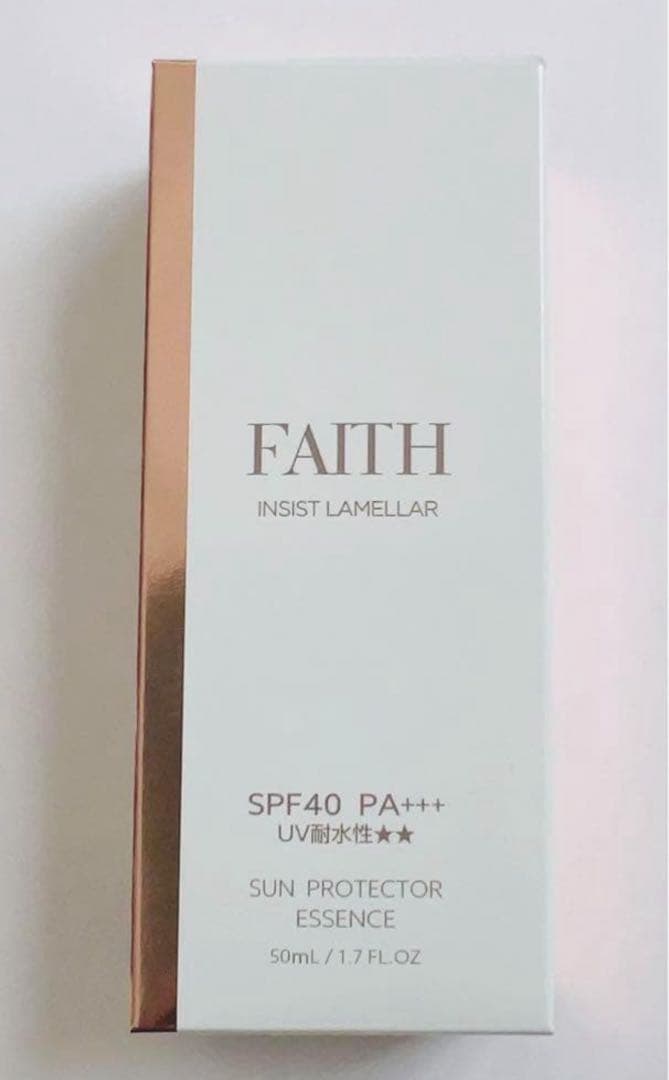 FAITH
INSIST LAMELLAR
SPF40 PA+++
UV耐水性★★
SUN PROTECTOR
ESSENCE
50mL / 1.7 FL.OZ